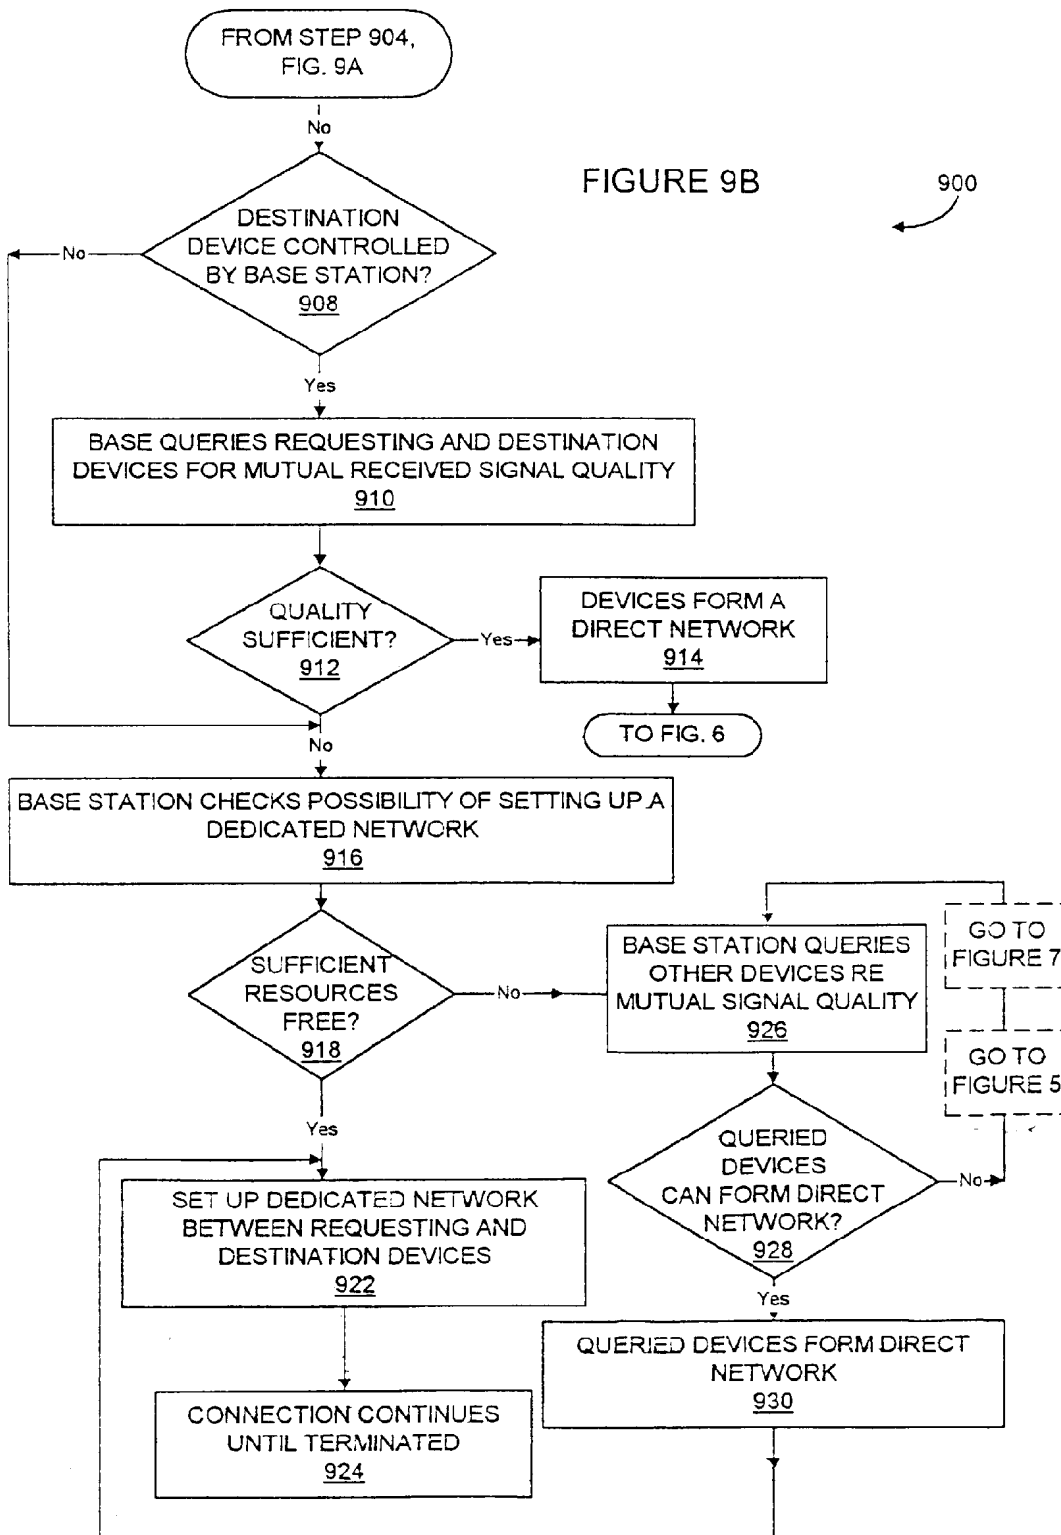 FROM STEP 904,
FIG. 9A
No
FIGURE 9B
900
DESTINATION
DEVICE CONTROLLED
BY BASE STATION?
908
No
Yes
BASE QUERIES REQUESTING AND DESTINATION
DEVICES FOR MUTUAL RECEIVED SIGNAL QUALITY
910
QUALITY
SUFFICIENT?
912
Yes
DEVICES FORM A
DIRECT NETWORK
914
TO FIG. 6
No
BASE STATION CHECKS POSSIBILITY OF SETTING UP A
DEDICATED NETWORK
916
SUFFICIENT
RESOURCES
FREE?
918
No
BASE STATION QUERIES
OTHER DEVICES RE
MUTUAL SIGNAL QUALITY
926
GO TO
FIGURE 7
GO TO
FIGURE 5
Yes
QUERIED
DEVICES
CAN FORM DIRECT
NETWORK?
928
No
SET UP DEDICATED NETWORK
BETWEEN REQUESTING AND
DESTINATION DEVICES
922
Yes
QUERIED DEVICES FORM DIRECT
NETWORK
930
CONNECTION CONTINUES
UNTIL TERMINATED
924